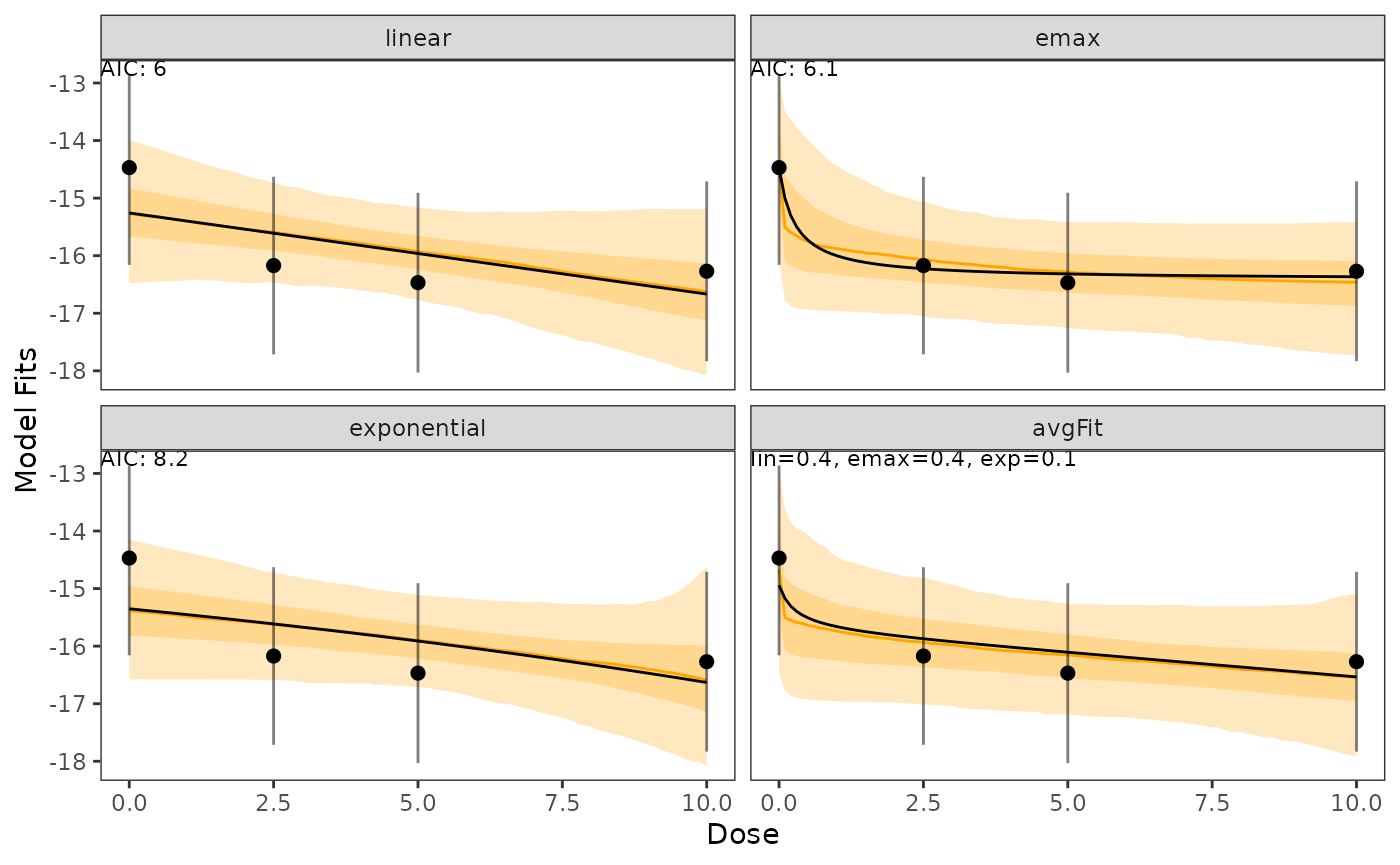 linear
emax
AIC: 6
AIC: 6.1
-13
-14
-15
-16
-17
-18
exponential
avgFit
AIC: 8.2
lin=0.4, emax=0.4, exp=0.1
-13
-14
-15
-16
-17
-18
Model Fits
0.0 2.5 5.0 7.5 10.0
0.0 2.5 5.0 7.5 10.0
Dose